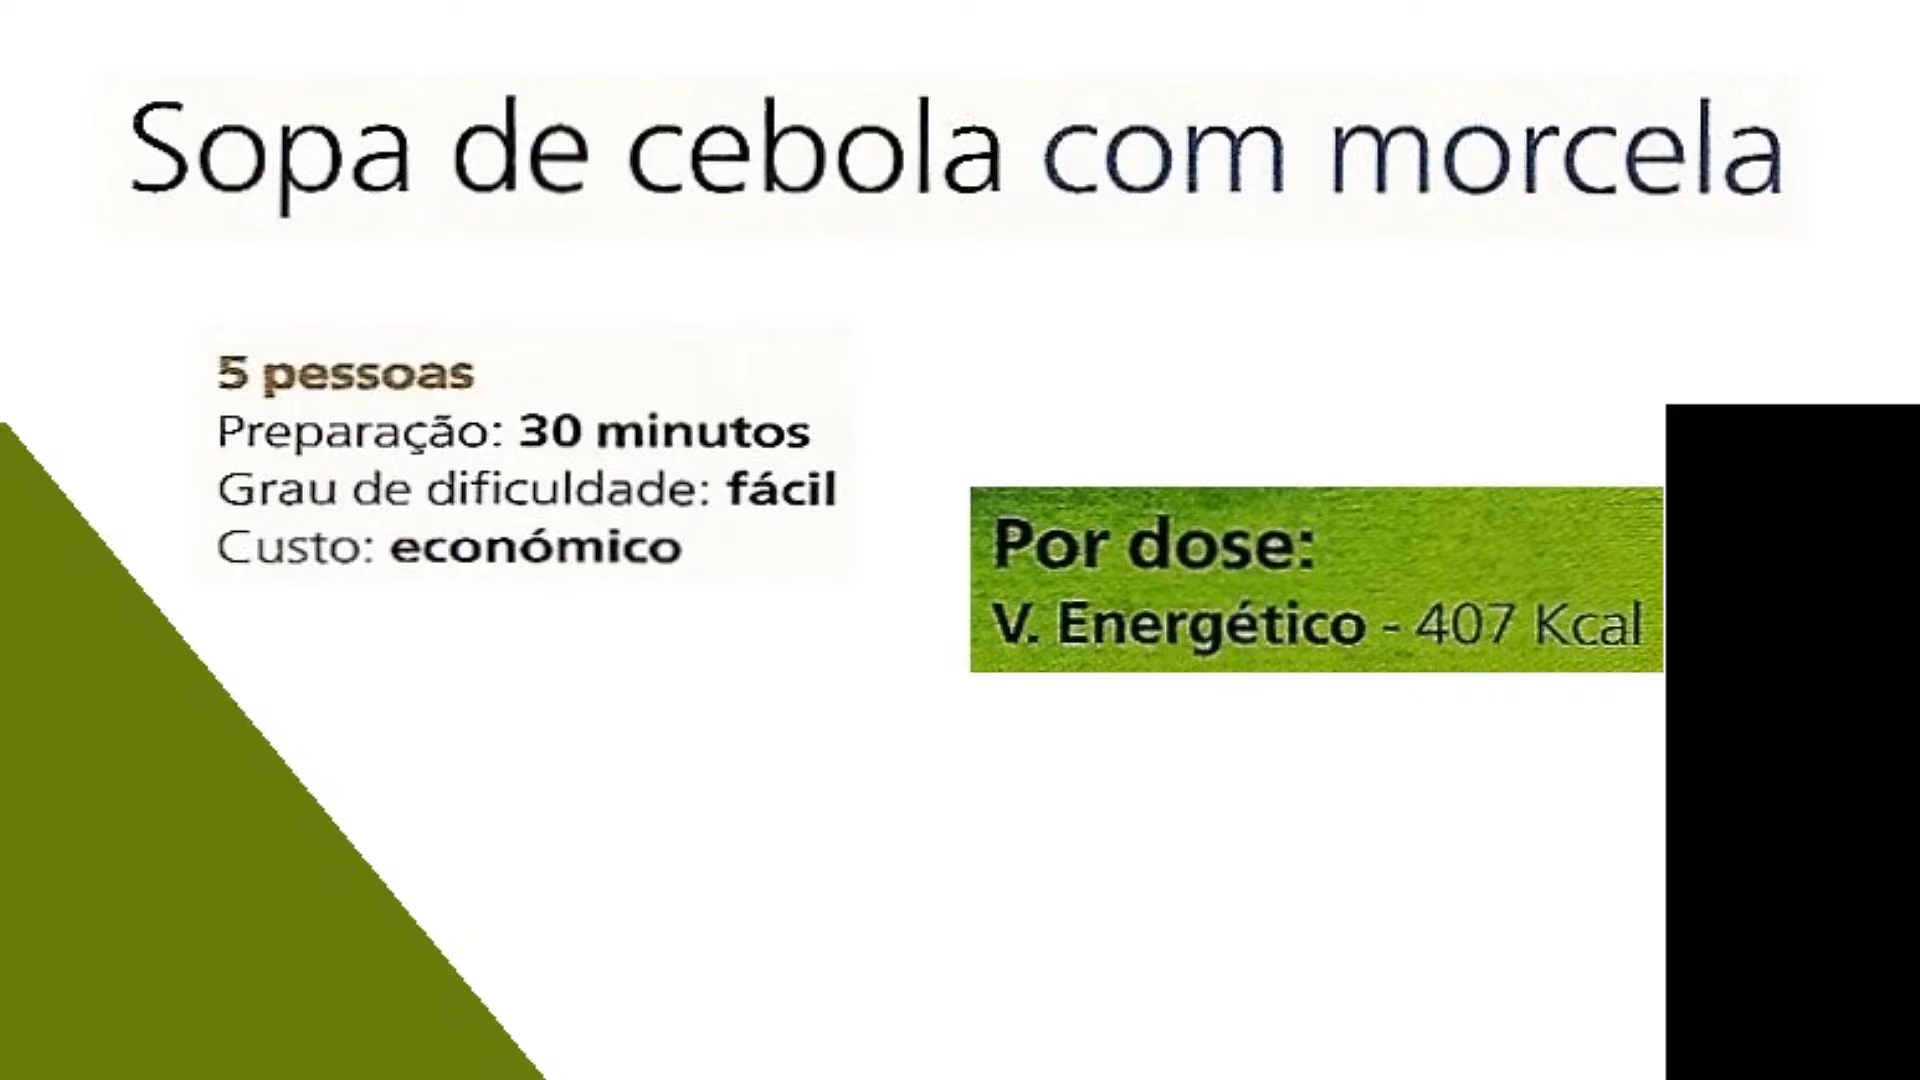 Sopa de cebola com morcela
5 pessoas
Preparação: 30 minutos
Grau de dificuldade: fácil
Custo: económico
Por dose:
V. Energético - 407 Kcal